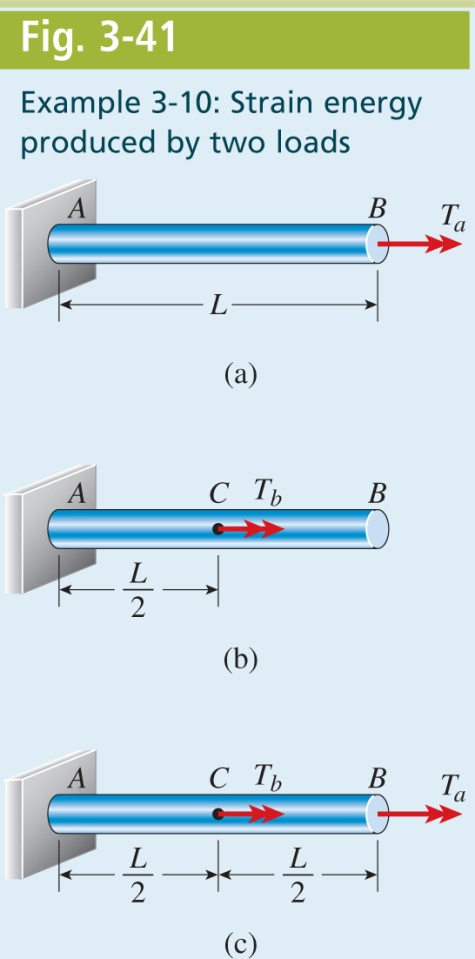 Fig. 3-41
Example 3-10: Strain energy
produced by two loads
A B Ta
L
(a)
A C Tb B
L
2
(b)
A C Tb B Ta
L L
2 2
(c)